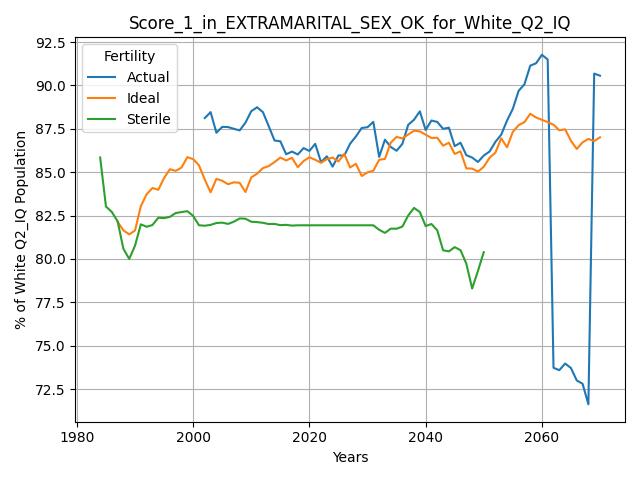 Score_1_in_EXTRAMARITAL_SEX_OK_for_White_Q2_IQ
92.5
90.0
87.5
85.0
82.5
80.0
77.5
75.0
72.5
% of White Q2_IQ Population
Fertility
Actual
Ideal
Sterile
1980
2000
2020
2040
2060
Years